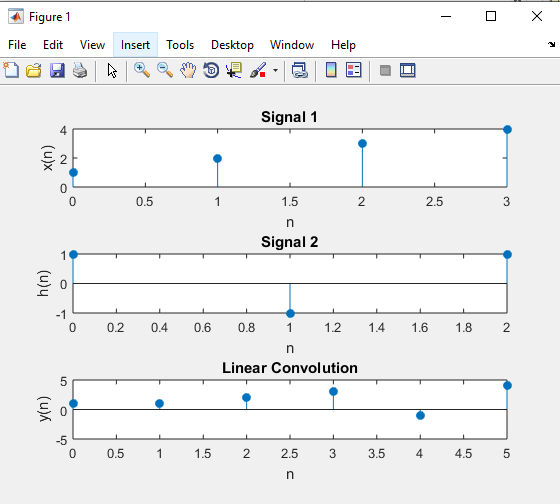 Figure 1
File Edit View Insert Tools Desktop Window Help
Signal 1
x(n)
4
2
0
0 0.5 1 1.5 2 2.5 3
n
Signal 2
h(n)
1
0
-1
0 0.2 0.4 0.6 0.8 1 1.2 1.4 1.6 1.8 2
n
Linear Convolution
y(n)
5
0
-5
0 0.5 1 1.5 2 2.5 3 3.5 4 4.5 5
n